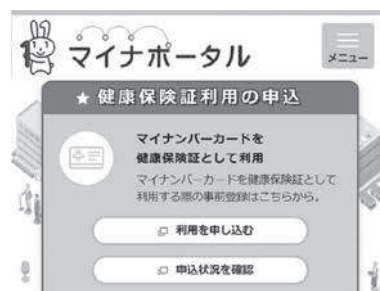 マイナポータル
メニュー
★健康保険証利用の申込
マイナンバーカードを
健康保険証として利用
マイナンバーカードを健康保険証として
利用する際の事前登録はこちらから。
利用を申し込む
申込状況を確認